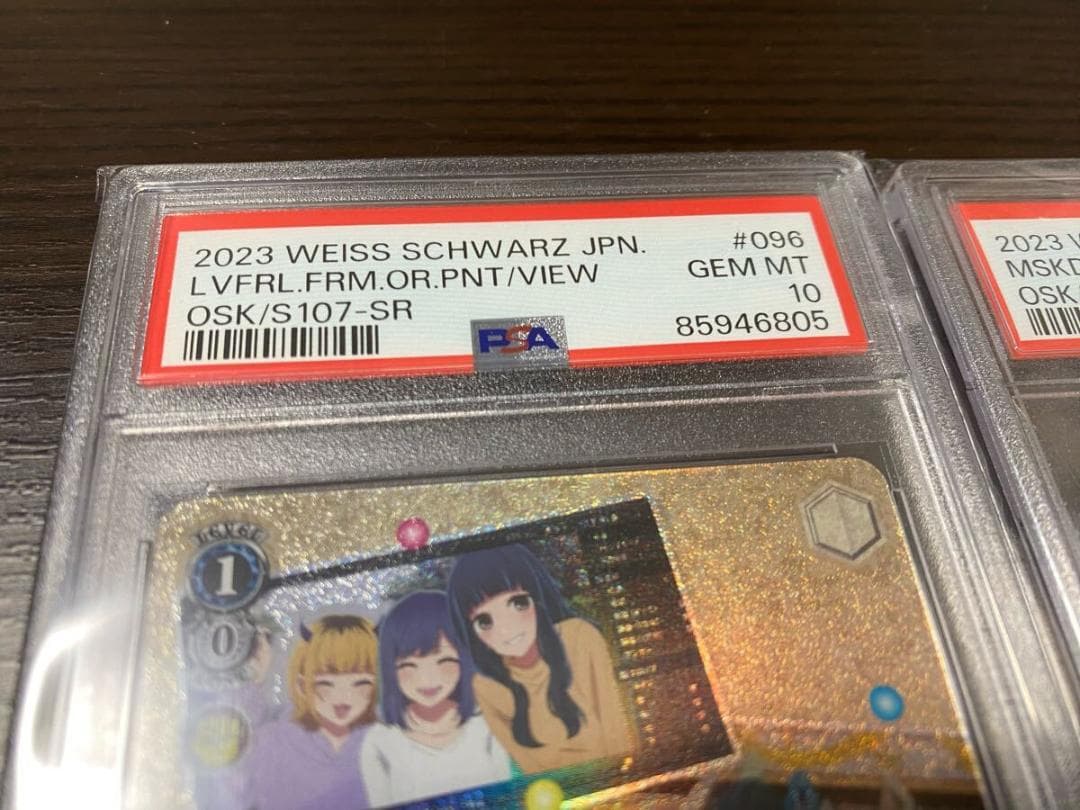 2023 WEISS SCHWARZ JPN. #096
LVFRL.FRM.OR.PNT/VIEW GEM MT
OSK/S107-SR 10
PSA 85946805
LEVEL
1
0
2023
MSKD
OSK/